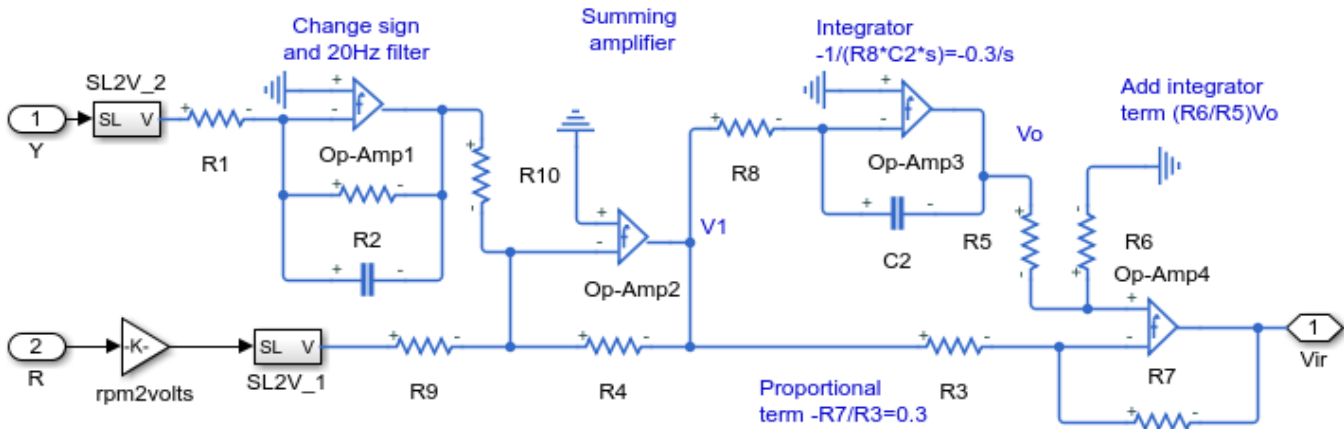 Change sign
and 20Hz filter
Summing
amplifier
Integrator
-1/(R8*C2*s)=-0.3/s
Add integrator
term (R6/R5)Vo
SL2V_2
1
SL V
Y
R1
+
-
+
-
f
Op-Amp1
+
-
R2
+
-
+
-
R10
+
-
f
Op-Amp2
V1
+
-
R8
+
-
f
Op-Amp3
+
-
C2
Vo
+
-
R5
-
+
R6
Op-Amp4
+
-
f
R7
+
-
1
Vir
2
R
-K-
rpm2volts
SL V
SL2V_1
+
-
R9
+
-
R4
+
-
R3
Proportional
term -R7/R3=0.3